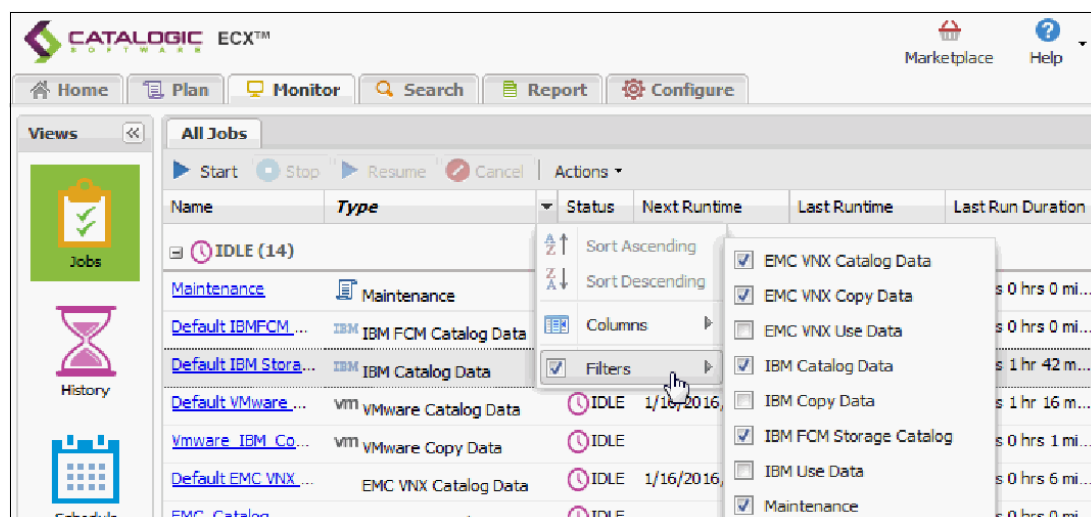 CATALOGIC ECX™
SOFTWARE
Marketplace
Help
Home
Plan
Monitor
Search
Report
Configure
Views
All Jobs
Start
Stop
Resume
Cancel
Actions
Name
Type
Status
Next Runtime
Last Runtime
Last Run Duration
Jobs
History
IDLE (14)
Maintenance
Maintenance
s 0 hrs 0 mi...
Default IBMFCM ...
IBM IBM FCM Catalog Data
s 0 hrs 0 mi...
Default IBM Stora...
IBM IBM Catalog Data
s 1 hr 42 m...
Default VMware ...
vm VMware Catalog Data
IDLE
1/16/2016,
s 1 hr 16 m...
Vmware_IBM_Co...
vm VMware Copy Data
IDLE
s 0 hrs 1 mi...
Default EMC VNX ...
EMC VNX Catalog Data
IDLE
1/16/2016,
s 0 hrs 6 mi...
Sort Ascending
Sort Descending
Columns
Filters
EMC VNX Catalog Data
EMC VNX Copy Data
EMC VNX Use Data
IBM Catalog Data
IBM Copy Data
IBM FCM Storage Catalog
IBM Use Data
Maintenance